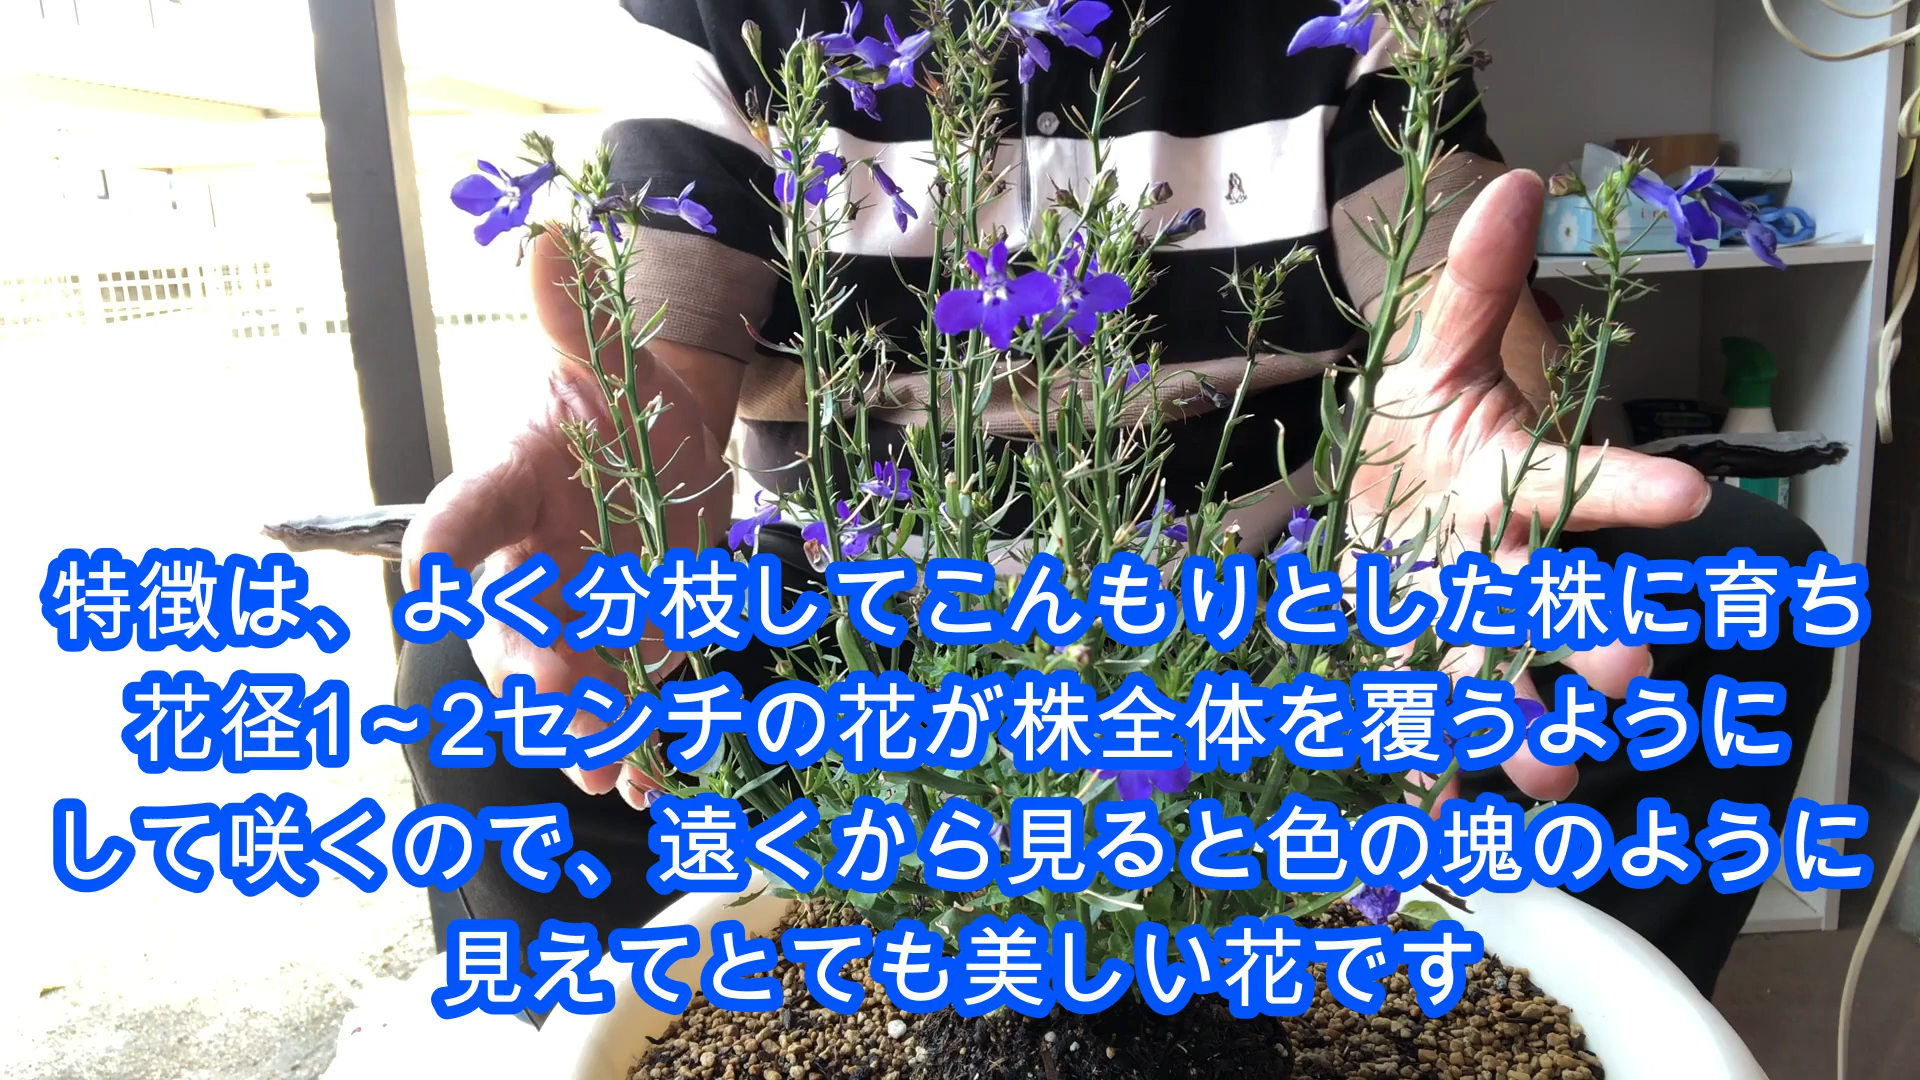 特徴は、よく分枝してこんもりとした株に育ち
花径1~2センチの花が株全体を覆うように
して咲くので、遠くから見ると色の塊のように
見えてとても美しい花です